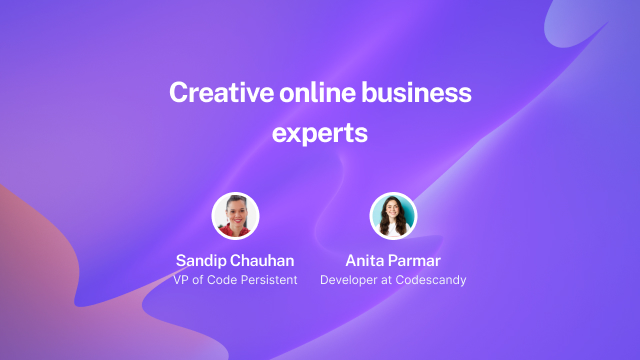 Creative online business
experts
Sandip Chauhan
VP of Code Persistent
Anita Parmar
Developer at Codescandy